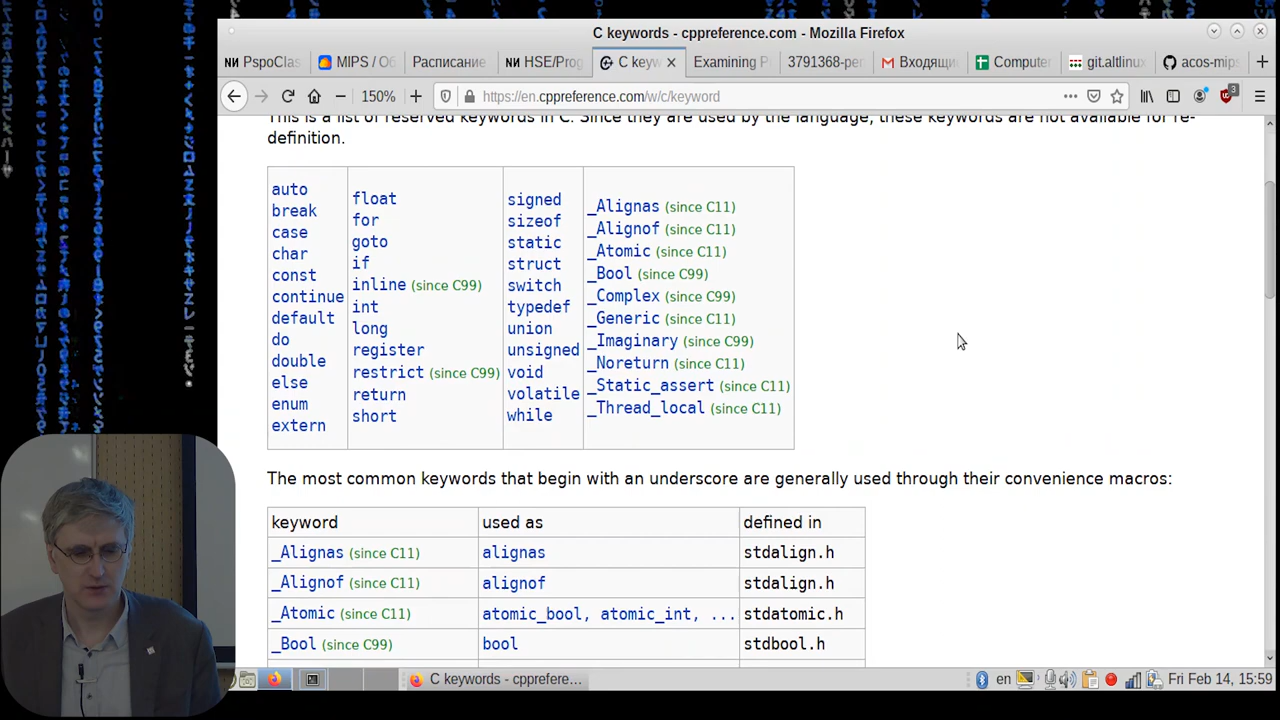 C keywords - cppreference.com - Mozilla Firefox
NИ PspoClas
MIPS / Об
Расписание
NИ HSE/Prog
C keyw
Examining P
3791368-per
Входящи
Computer
git.altlinux
acos-mips
150%
https://en.cppreference.com/w/c/keyword
3
This is a list of reserved keywords in C. Since they are used by the language, these keywords are not available for re-
definition.
auto
break
case
char
const
continue
default
do
double
else
enum
extern
float
for
goto
if
inline (since C99)
int
long
register
restrict (since C99)
return
short
signed
sizeof
static
struct
switch
typedef
union
unsigned
void
volatile
while
_Alignas (since C11)
_Alignof (since C11)
_Atomic (since C11)
_Bool (since C99)
_Complex (since C99)
_Generic (since C11)
_Imaginary (since C99)
_Noreturn (since C11)
_Static_assert (since C11)
_Thread_local (since C11)
The most common keywords that begin with an underscore are generally used through their convenience macros:
keyword used as defined in
_Alignas (since C11) alignas stdalign.h
_Alignof (since C11) alignof stdalign.h
_Atomic (since C11) atomic_bool, atomic_int, ... stdatomic.h
_Bool (since C99) bool stdbool.h
C keywords - cpprefere…
en
Fri Feb 14, 15:59